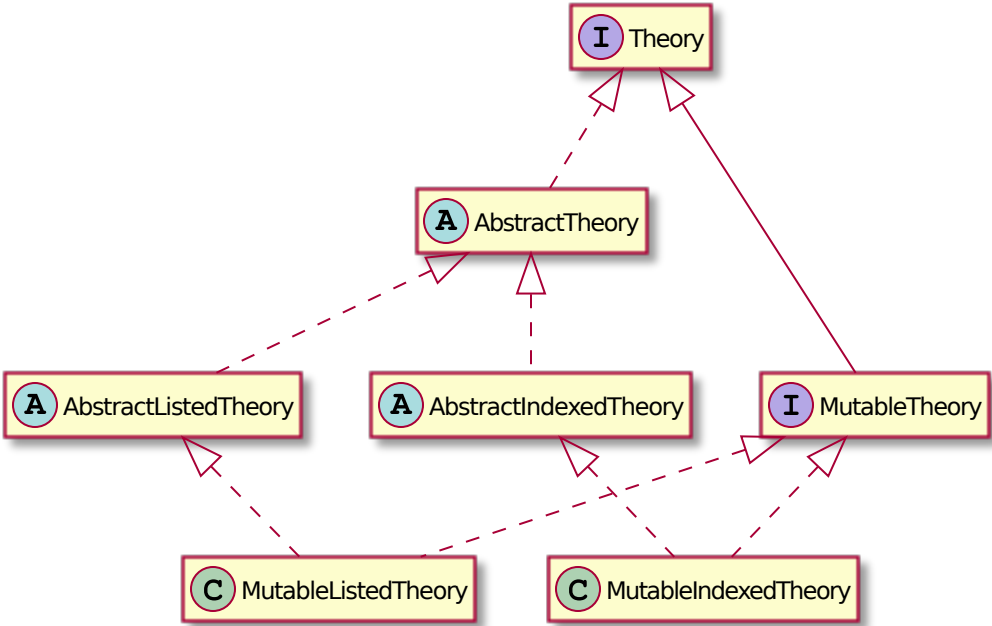 I Theory
A AbstractTheory
A AbstractListedTheory
A AbstractIndexedTheory
I MutableTheory
C MutableListedTheory
C MutableIndexedTheory